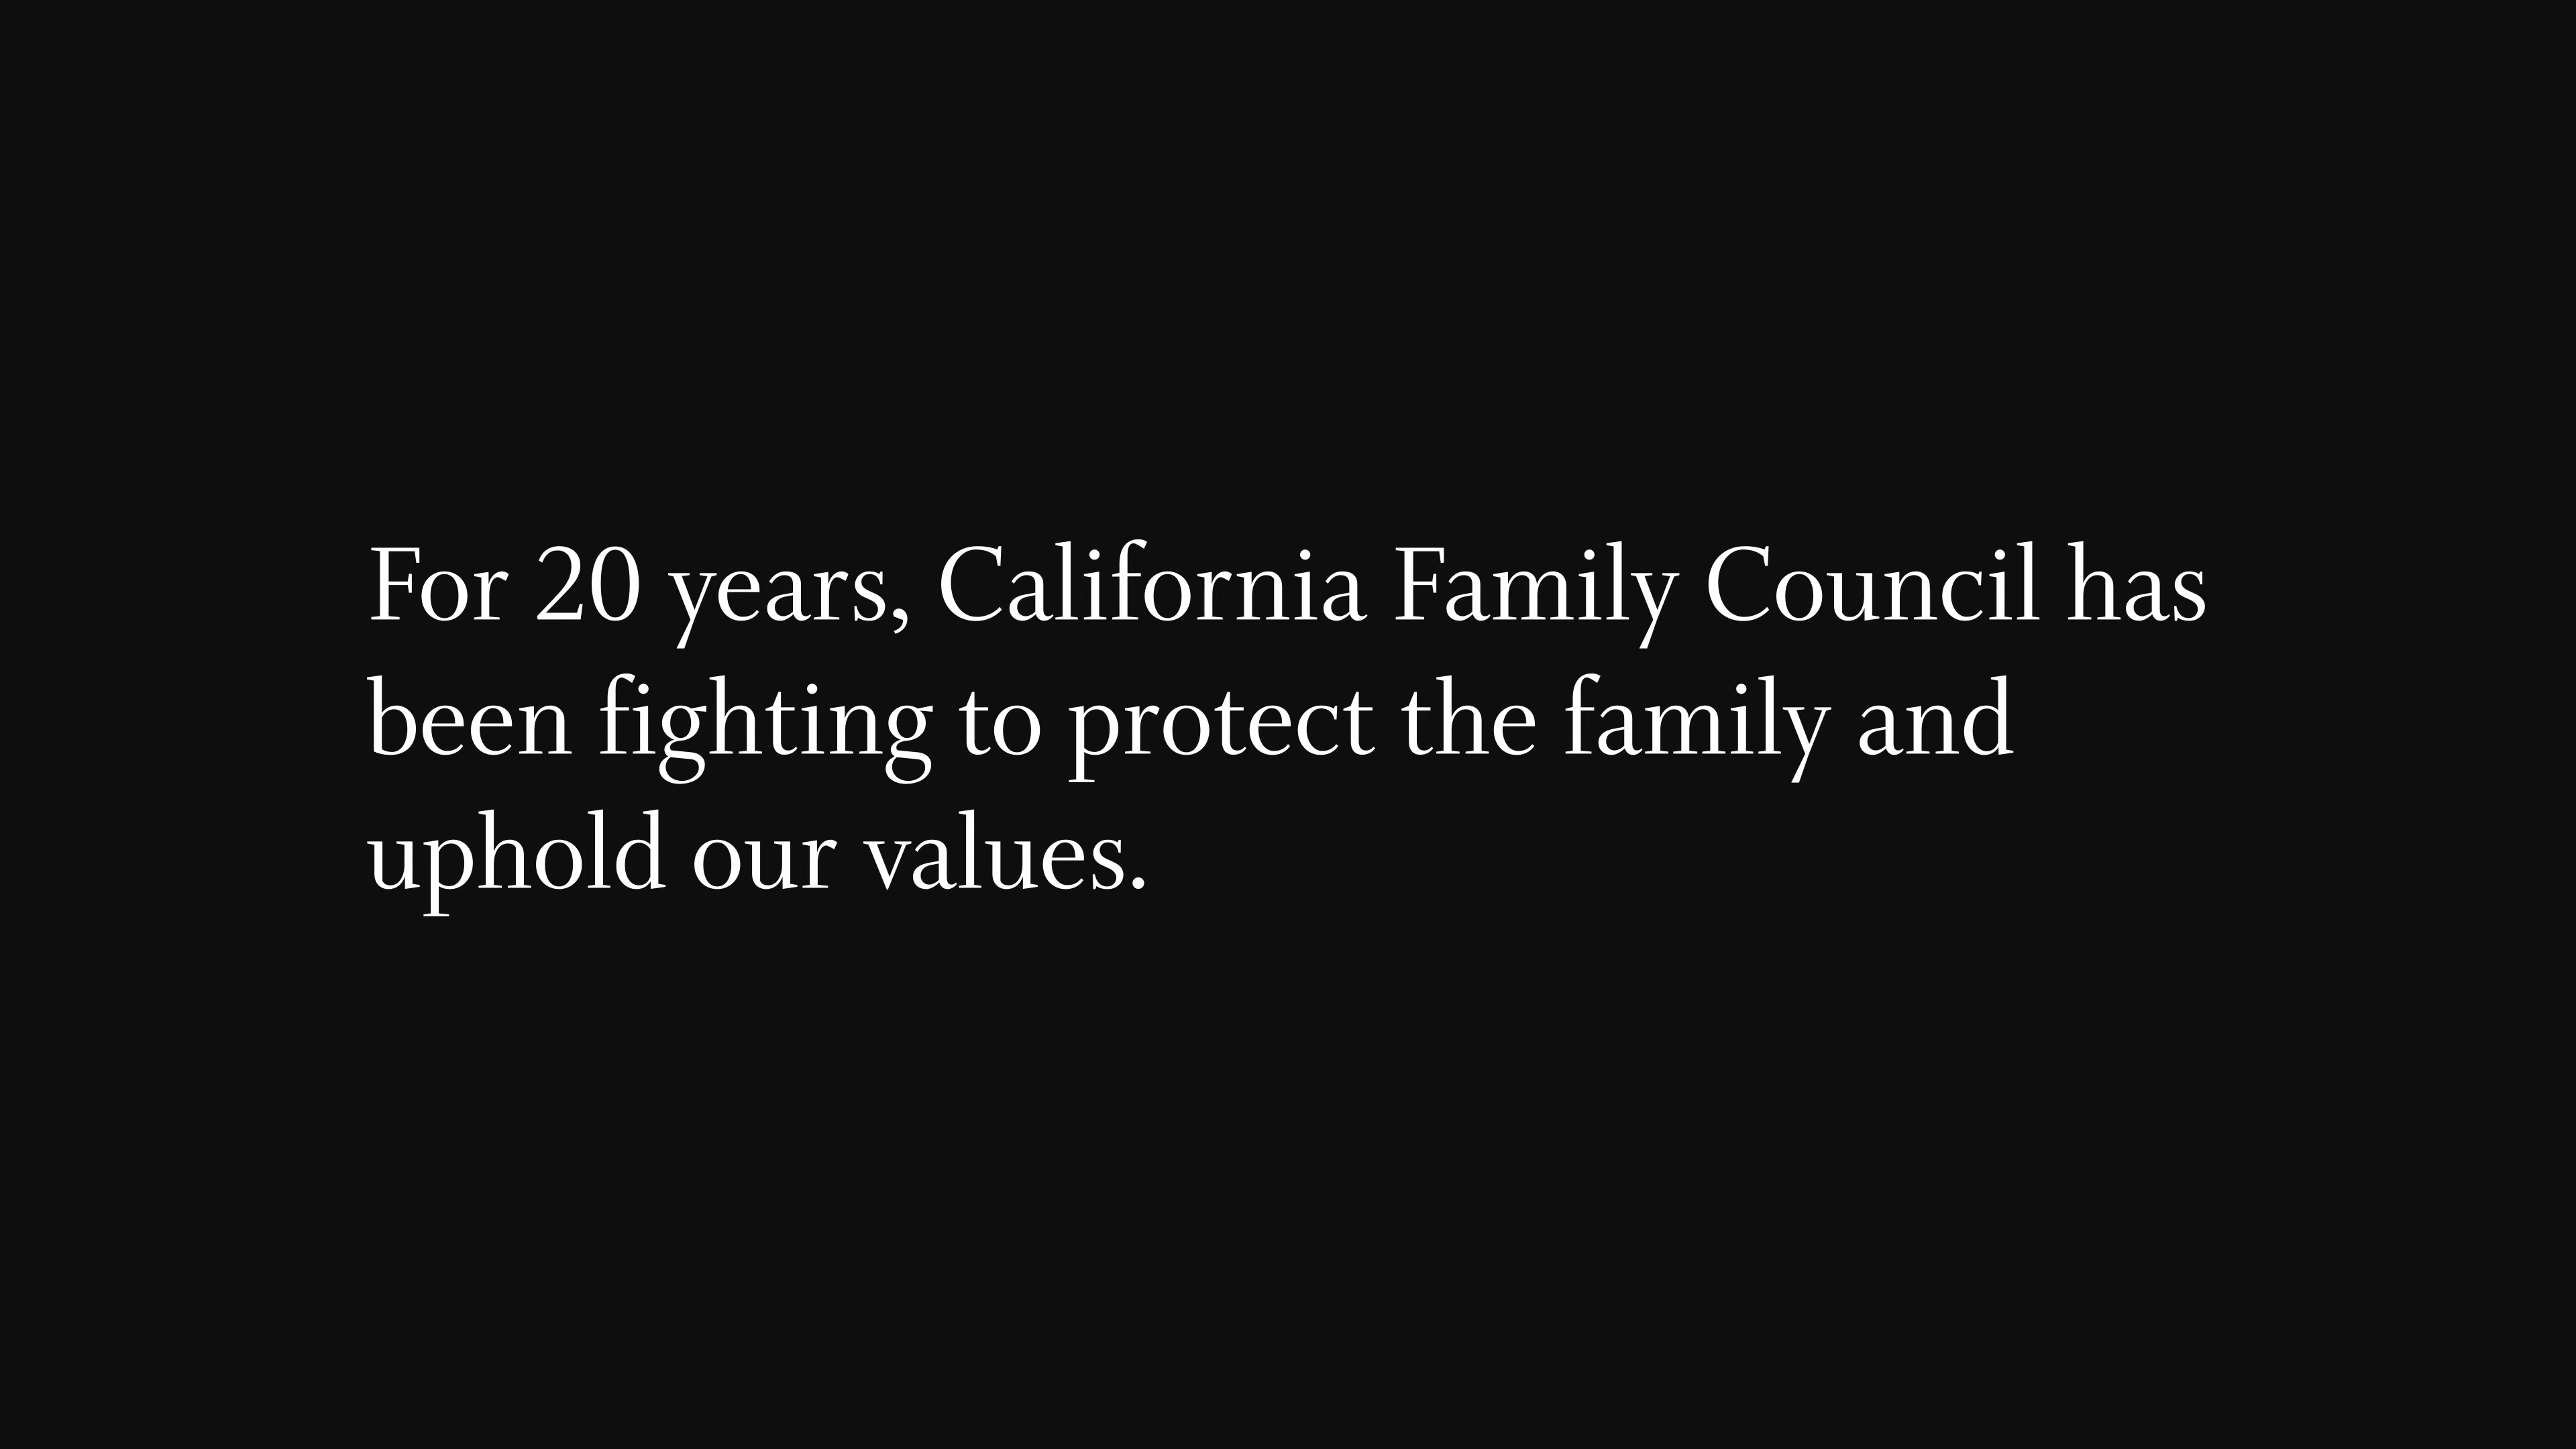 For 20 years, California Family Council has
been fighting to protect the family and
uphold our values.